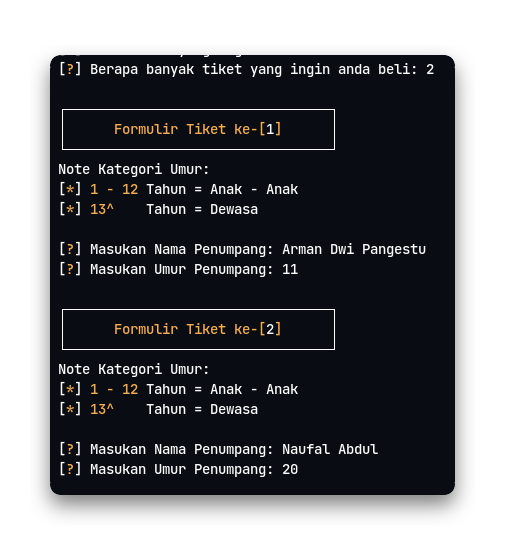 [?] Berapa banyak tiket yang ingin anda beli: 2
Formulir Tiket ke-[1]
Note Kategori Umur:
[*] 1 - 12 Tahun = Anak - Anak
[*] 13^    Tahun = Dewasa
[?] Masukan Nama Penumpang: Arman Dwi Pangestu
[?] Masukan Umur Penumpang: 11
Formulir Tiket ke-[2]
Note Kategori Umur:
[*] 1 - 12 Tahun = Anak - Anak
[*] 13^    Tahun = Dewasa
[?] Masukan Nama Penumpang: Naufal Abdul
[?] Masukan Umur Penumpang: 20